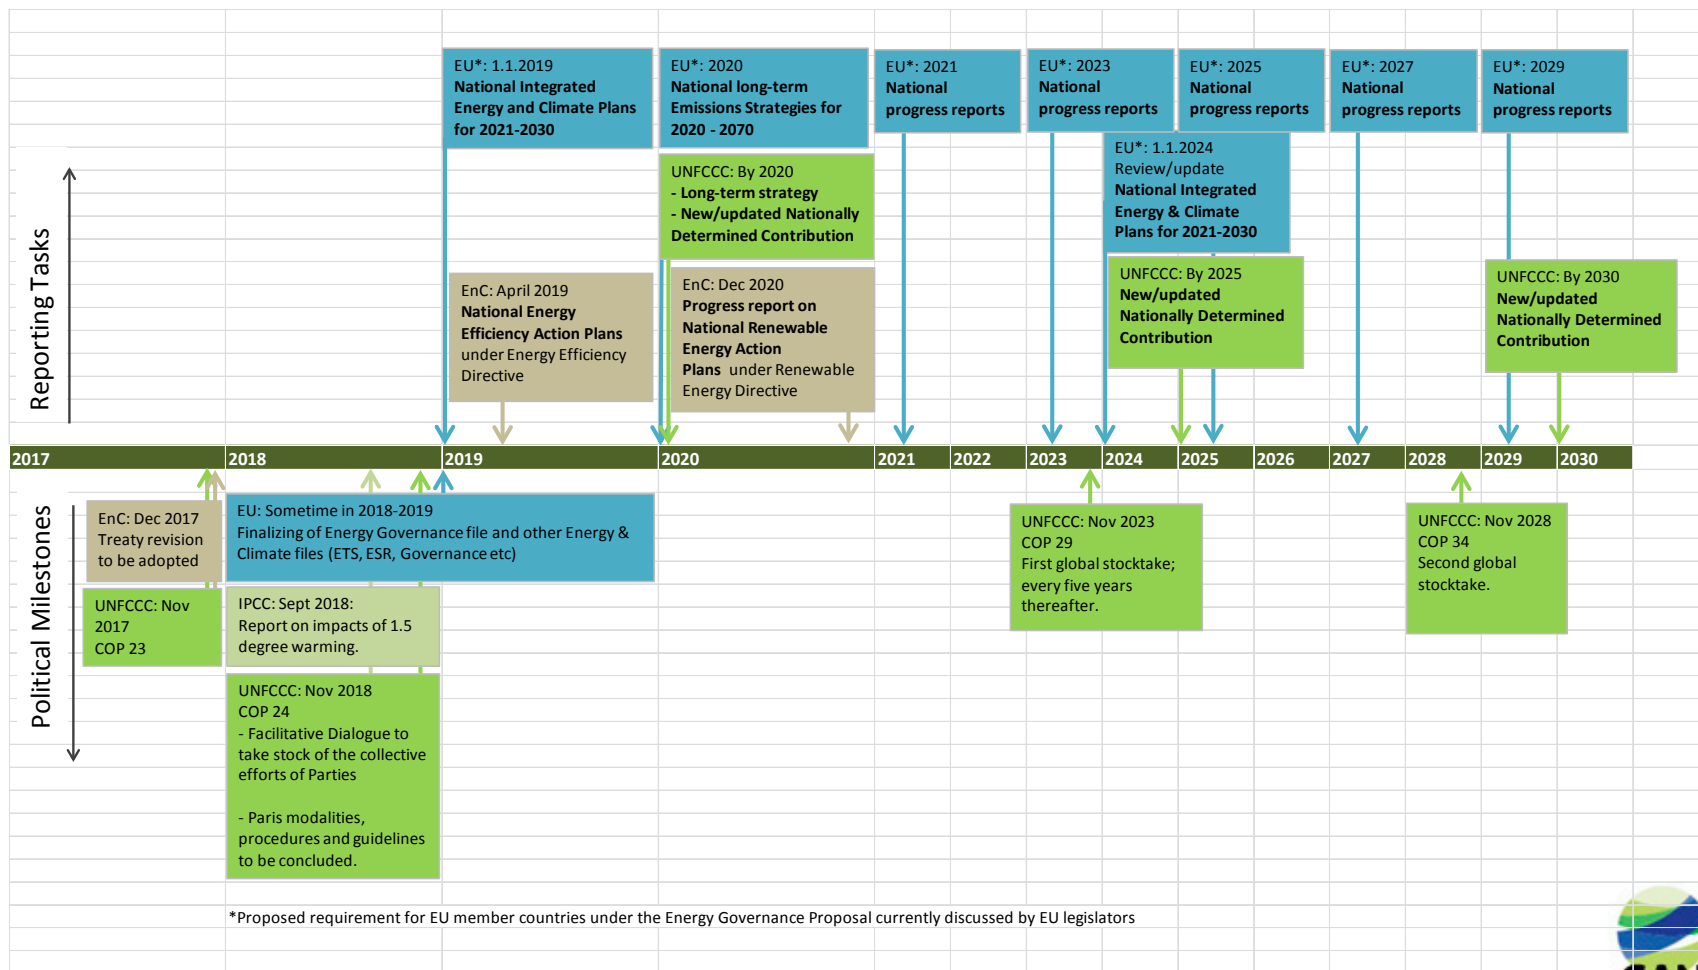 EU*: 1.1.2019
National Integrated
Energy and Climate Plans
for 2021-2030
EU*: 2020
National long-term
Emissions Strategies for
2020 - 2070
EU*: 2021
National
progress reports
EU*: 2023
National
progress reports
EU*: 2025
National
progress reports
EU*: 2027
National
progress reports
EU*: 2029
National
progress reports
EU*: 1.1.2024
Review/update
National Integrated
Energy & Climate
Plans for 2021-2030
UNFCCC: By 2020
- Long-term strategy
- New/updated Nationally
Determined Contribution
Reporting Tasks
EnC: April 2019
National Energy
Efficiency Action Plans
under Energy Efficiency
Directive
EnC: Dec 2020
Progress report on
National Renewable
Energy Action
Plans under Renewable
Energy Directive
UNFCCC: By 2025
New/updated
Nationally Determined
Contribution
UNFCCC: By 2030
New/updated
Nationally Determined
Contribution
2017 2018 2019 2020 2021 2022 2023 2024 2025 2026 2027 2028 2029 2030
Political Milestones
EnC: Dec 2017
Treaty revision
to be adopted
EU: Sometime in 2018-2019
Finalizing of Energy Governance file and other Energy &
Climate files (ETS, ESR, Governance etc)
UNFCCC: Nov
2017
COP 23
IPCC: Sept 2018:
Report on impacts of 1.5
degree warming.
UNFCCC: Nov 2018
COP 24
- Facilitative Dialogue to
take stock of the collective
efforts of Parties
- Paris modalities,
procedures and guidelines
to be concluded.
UNFCCC: Nov 2023
COP 29
First global stocktake;
every five years
thereafter.
UNFCCC: Nov 2028
COP 34
Second global
stocktake.
*Proposed requirement for EU member countries under the Energy Governance Proposal currently discussed by EU legislators